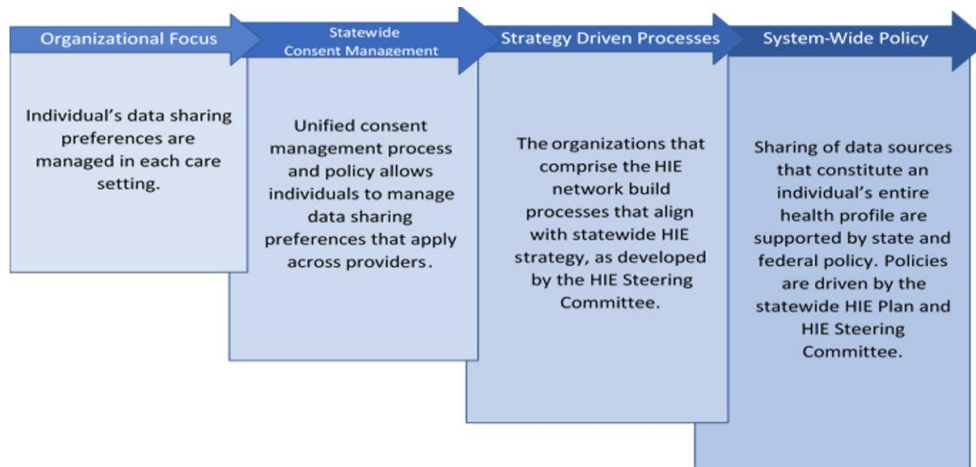 Organizational Focus
Individual's data sharing
preferences are
managed in each care
setting.
Statewide
Consent Management
Unified consent
management process
and policy allows
individuals to manage
data sharing
preferences that apply
across providers.
Strategy Driven Processes
The organizations that
comprise the HIE
network build
processes that align
with statewide HIE
strategy, as developed
by the HIE Steering
Committee.
System-Wide Policy
Sharing of data sources
that constitute an
individual's entire
health profile are
supported by state and
federal policy. Policies
are driven by the
statewide HIE Plan and
HIE Steering
Committee.